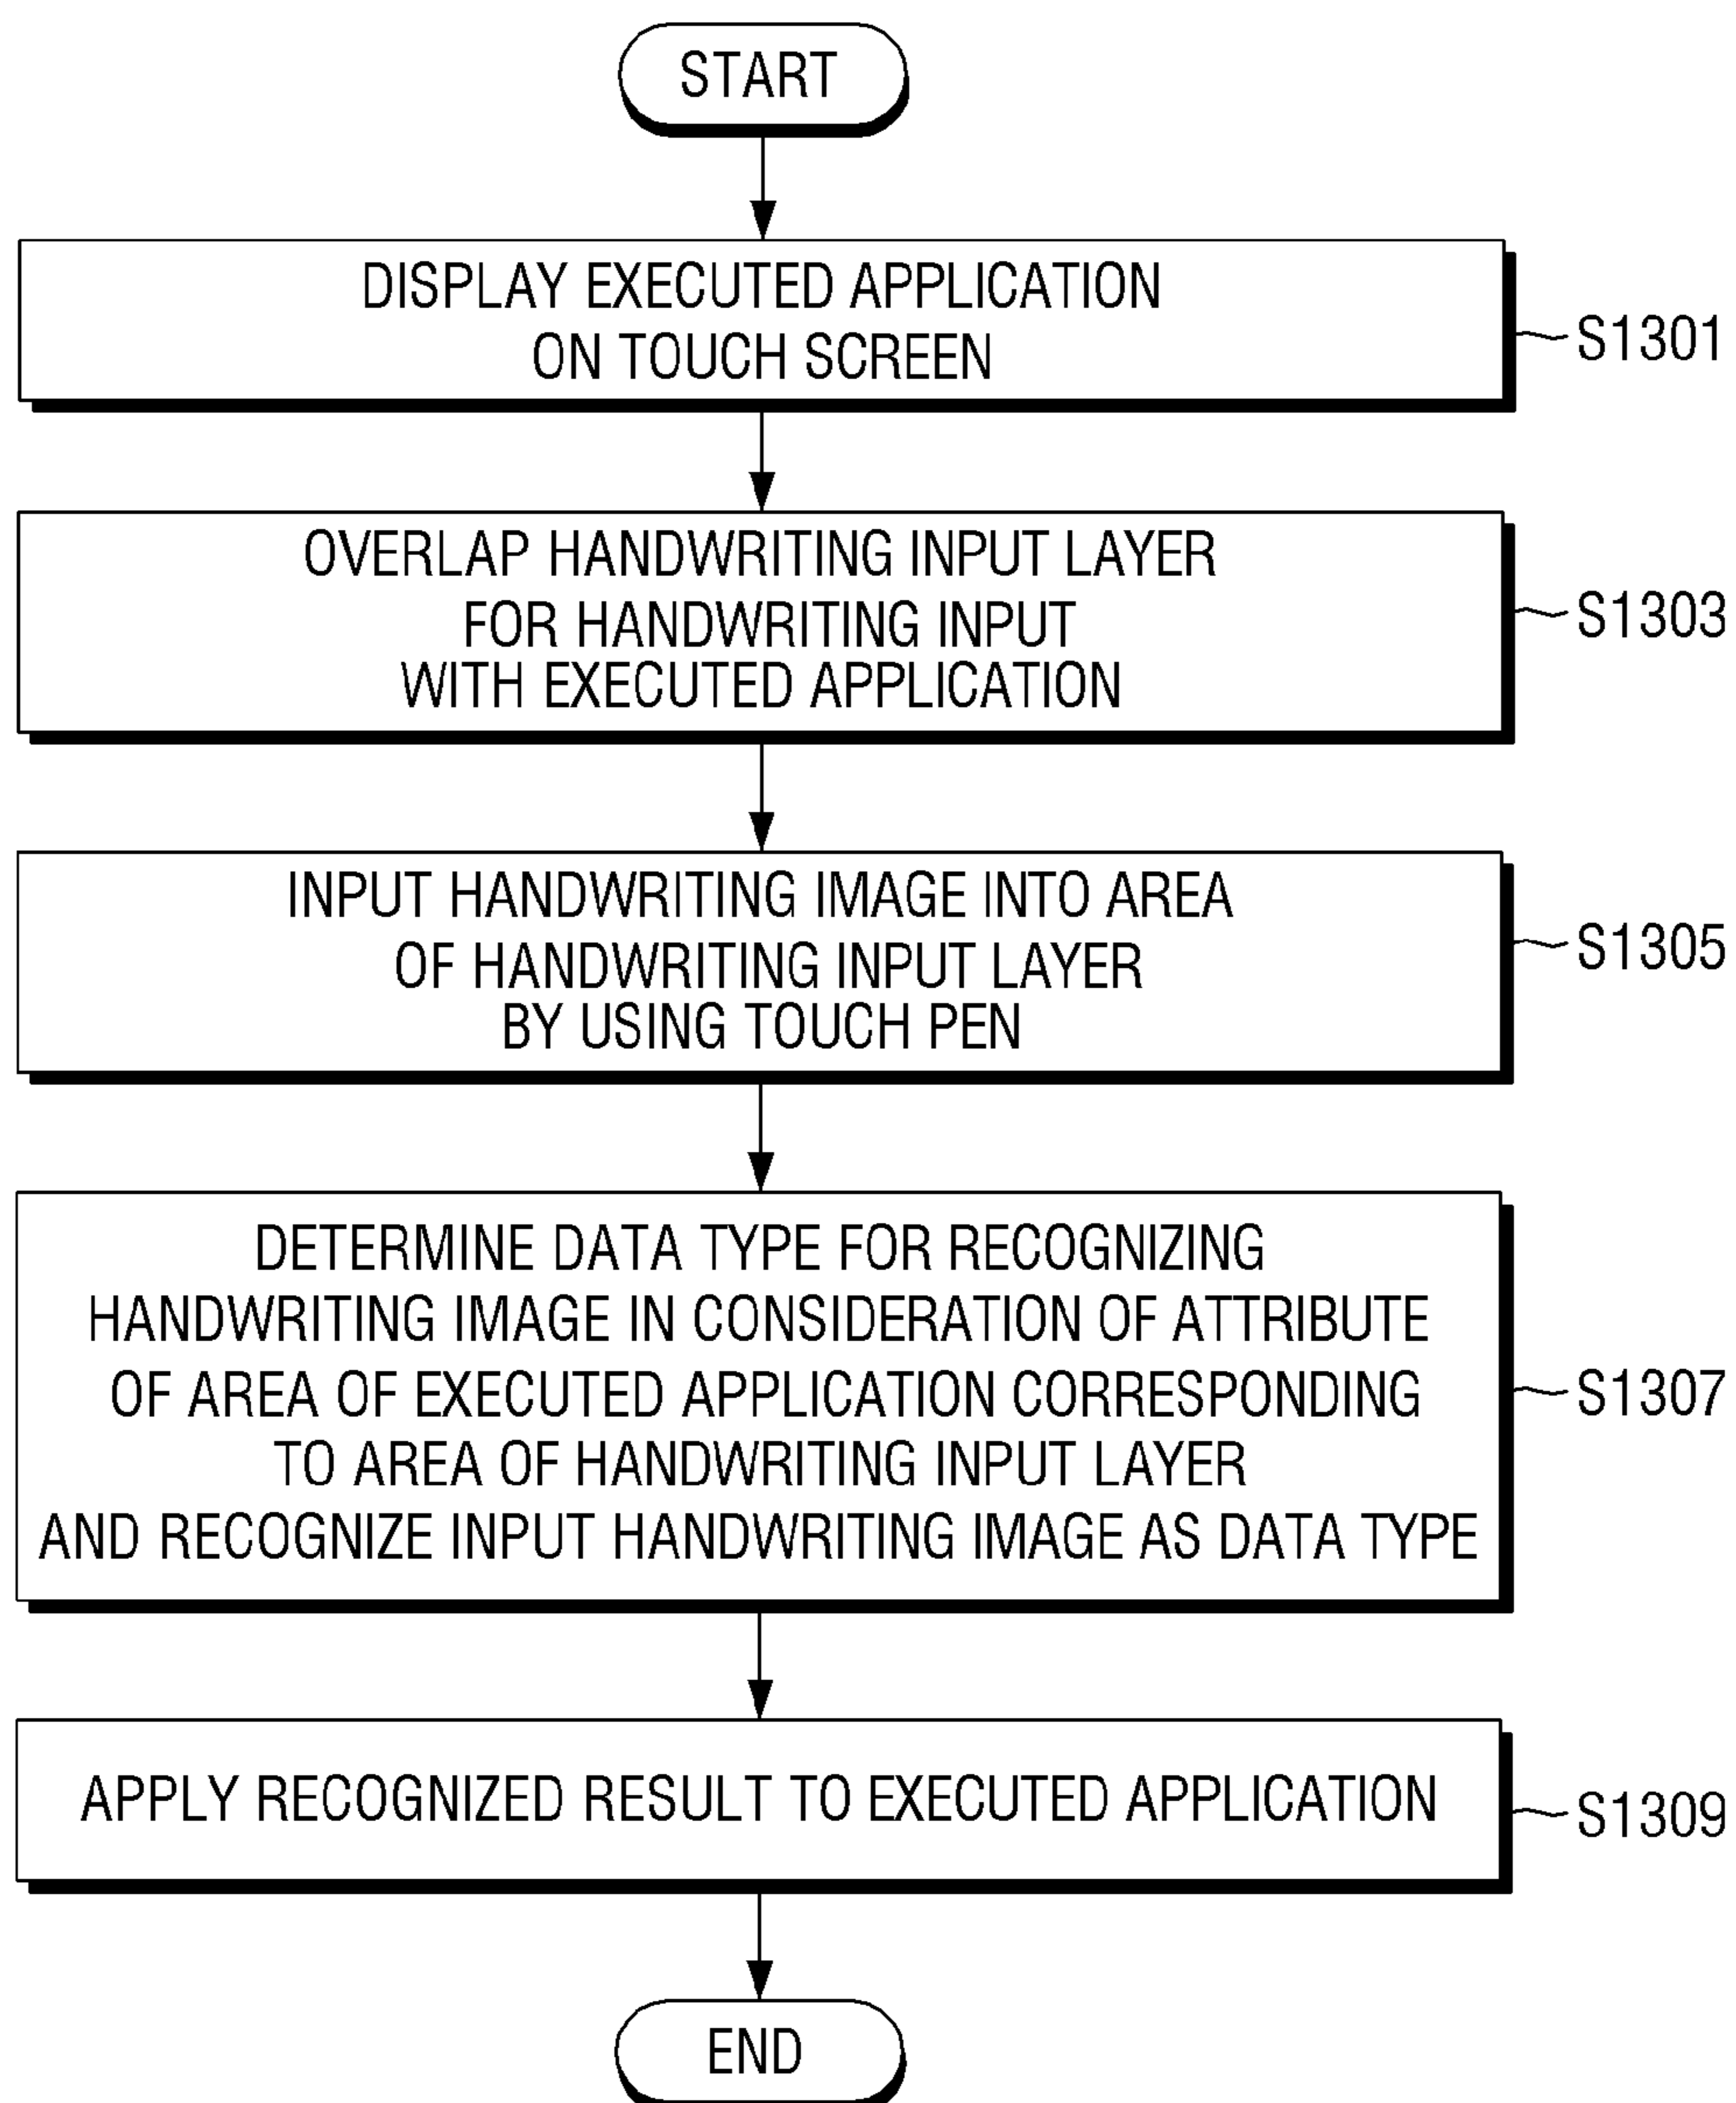 START
DISPLAY EXECUTED APPLICATION
ON TOUCH SCREEN
S1301
OVERLAP HANDWRITING INPUT LAYER
FOR HANDWRITING INPUT
WITH EXECUTED APPLICATION
S1303
INPUT HANDWRITING IMAGE INTO AREA
OF HANDWRITING INPUT LAYER
BY USING TOUCH PEN
S1305
DETERMINE DATA TYPE FOR RECOGNIZING
HANDWRITING IMAGE IN CONSIDERATION OF ATTRIBUTE
OF AREA OF EXECUTED APPLICATION CORRESPONDING
TO AREA OF HANDWRITING INPUT LAYER
AND RECOGNIZE INPUT HANDWRITING IMAGE AS DATA TYPE
S1307
APPLY RECOGNIZED RESULT TO EXECUTED APPLICATION
S1309
END